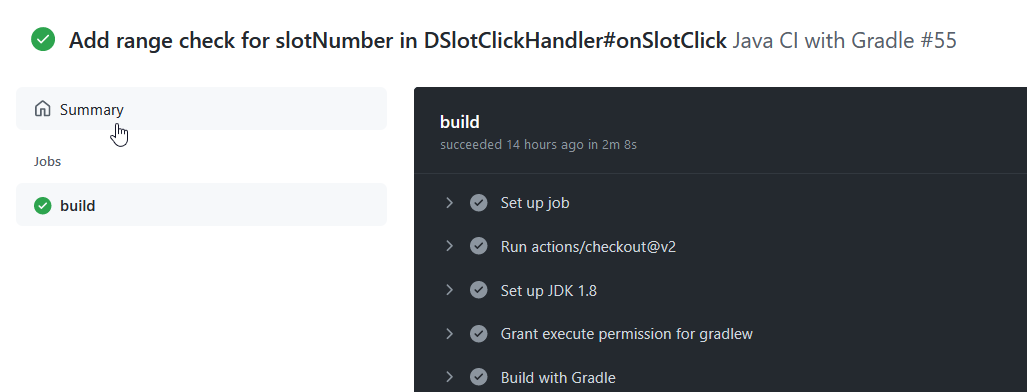 Add range check for slotNumber in DSlotClickHandler#onSlotClick Java CI with Gradle #55
Summary
Jobs
build
build
succeeded 14 hours ago in 2m 8s
Set up job
Run actions/checkout@v2
Set up JDK 1.8
Grant execute permission for gradlew
Build with Gradle